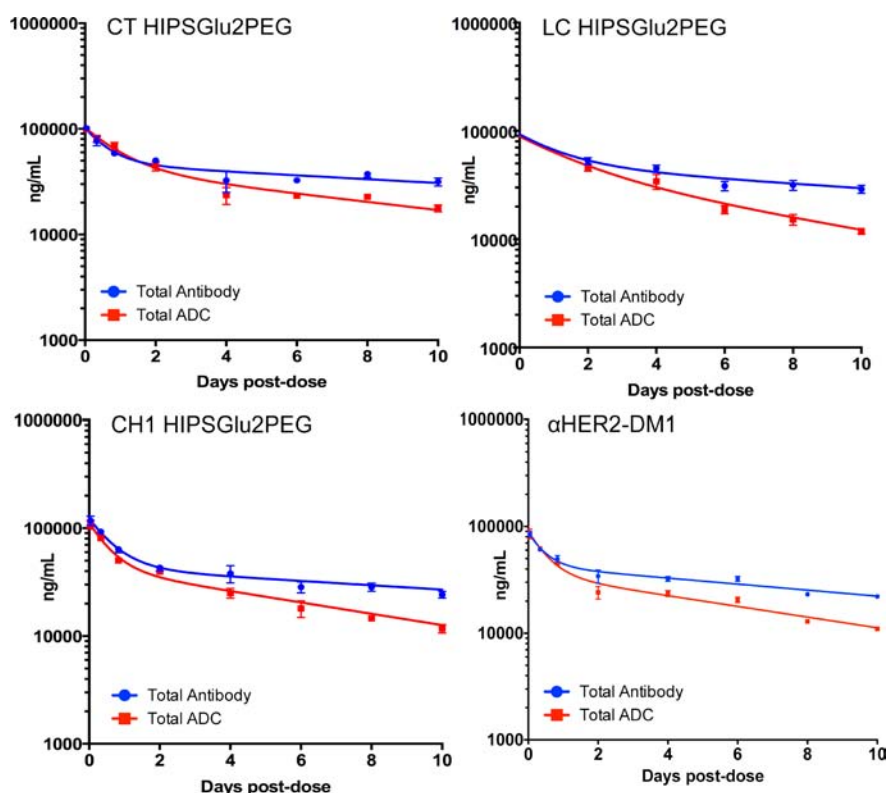 CT HIPSGlu2PEG
1000000
100000
10000
1000
ng/mL
Total Antibody
Total ADC
0 2 4 6 8 10
Days post-dose
LC HIPSGlu2PEG
1000000
100000
10000
1000
ng/mL
Total Antibody
Total ADC
0 2 4 6 8 10
Days post-dose
CH1 HIPSGlu2PEG
1000000
100000
10000
1000
ng/mL
Total Antibody
Total ADC
0 2 4 6 8 10
Days post-dose
αHER2-DM1
1000000
100000
10000
1000
ng/mL
Total Antibody
Total ADC
0 2 4 6 8 10
Days post-dose